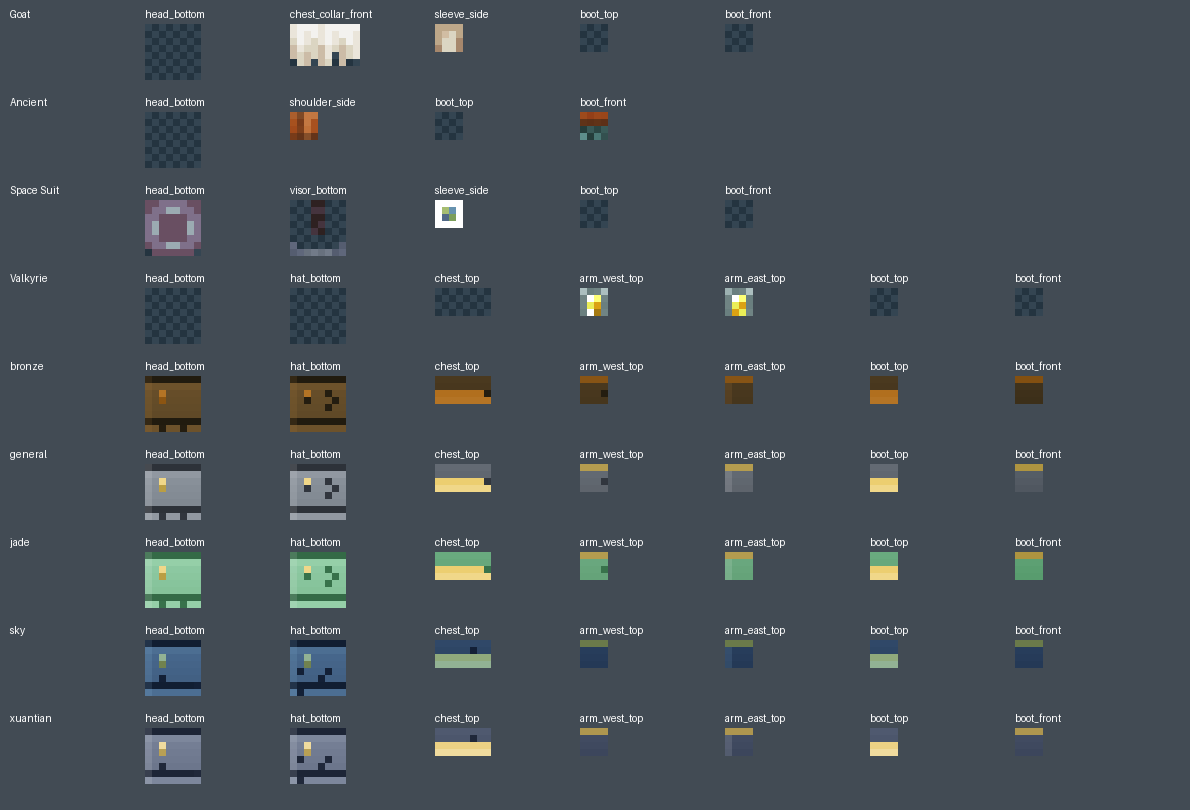 Goat head_bottom chest_collar_front sleeve_side boot_top boot_front
Ancient head_bottom shoulder_side boot_top boot_front
Space Suit head_bottom visor_bottom sleeve_side boot_top boot_front
Valkyrie head_bottom hat_bottom chest_top arm_west_top arm_east_top boot_top boot_front
bronze head_bottom hat_bottom chest_top arm_west_top arm_east_top boot_top boot_front
general head_bottom hat_bottom chest_top arm_west_top arm_east_top boot_top boot_front
jade head_bottom hat_bottom chest_top arm_west_top arm_east_top boot_top boot_front
sky head_bottom hat_bottom chest_top arm_west_top arm_east_top boot_top boot_front
xuantian head_bottom hat_bottom chest_top arm_west_top arm_east_top boot_top boot_front